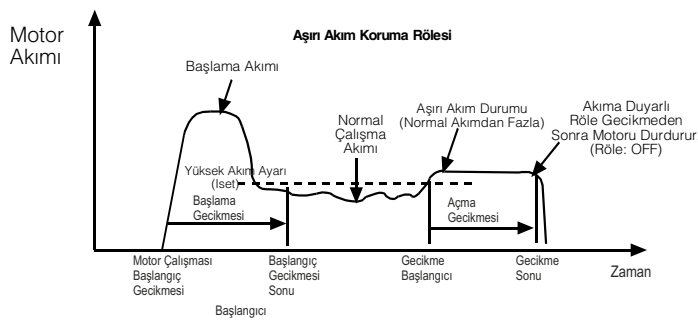 Motor
Akımı
Aşırı Akım Koruma Rölesi
Başlama Akımı
Normal
Çalışma
Akımı
Aşırı Akım Durumu
(Normal Akımdan Fazla)
Akıma Duyarlı
Röle Gecikmeden
Sonra Motoru Durdurur
(Röle: OFF)
Yüksek Akım Ayarı
(Iset)
Başlama
Gecikmesi
Açma
Gecikmesi
Motor Çalışması
Başlangıç
Gecikmesi
Başlangıcı
Başlangıç
Gecikmesi
Sonu
Gecikme
Başlangıcı
Gecikme
Sonu
Zaman